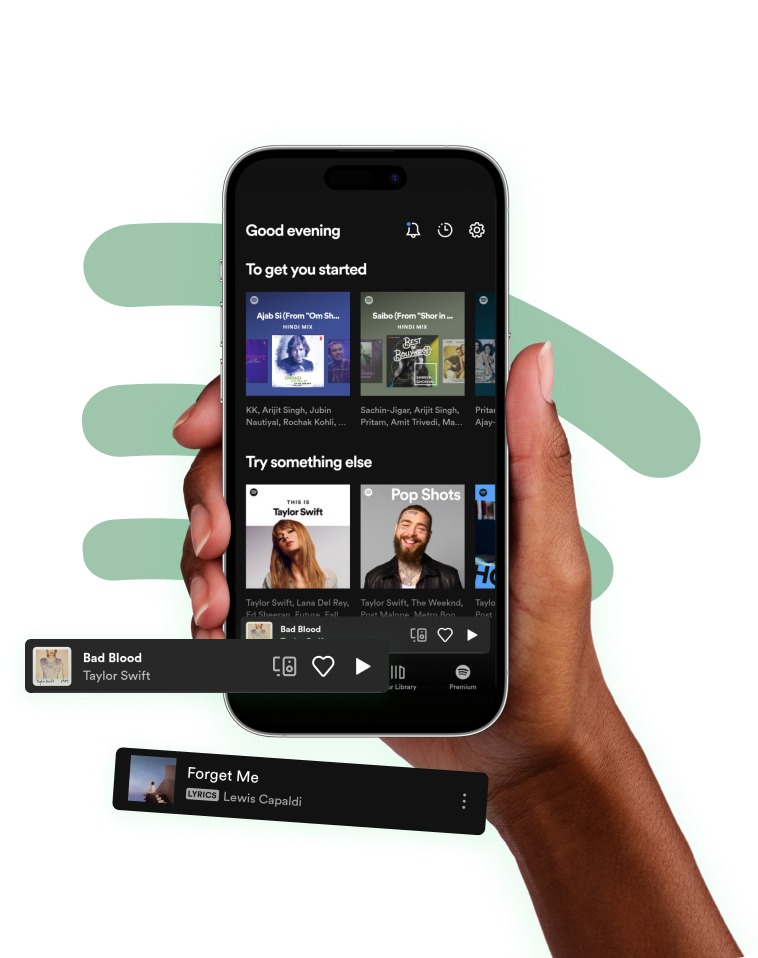 Good evening
To get you started
Ajab Si (From "Om Sh...
HINDI MIX
Saibo (From "Shor in ...
HINDI MIX
BEST OF
BOLLYWOOD
SHREYA
GHOSHAL
KK, Arijit Singh, Jubin
Nautiyal, Rochak Kohli, ...
Sachin-Jigar, Arijit Singh,
Pritam, Amit Trivedi, Ma...
Prita
Ajay-
Try something else
THIS IS
Taylor Swift
Pop Shots
Taylor Swift, Lana Del Rey,
Ed Sheeran, Future, Fall
Taylor Swift, The Weeknd,
Post Malone, Metro Boo
Taylo
Post
Bad Blood
Bad Blood
Taylor Swift
ur Library
Premium
Forget Me
LYRICS Lewis Capaldi